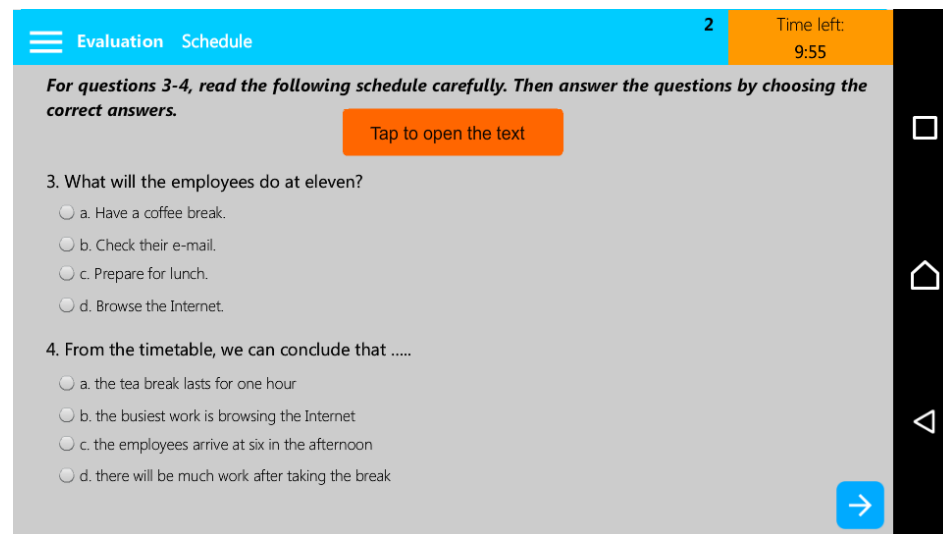 2
Time left:
Evaluation Schedule
9:55
For questions 3-4, read the following schedule carefully. Then answer the questions by choosing the
correct answers.
Tap to open the text
3. What will the employees do at eleven?
a. Have a coffee break.
b. Check their e-mail.
c. Prepare for lunch.
d. Browse the Internet.
4. From the timetable, we can conclude that .....
a. the tea break lasts for one hour
b. the busiest work is browsing the Internet
c. the employees arrive at six in the afternoon
d. there will be much work after taking the break